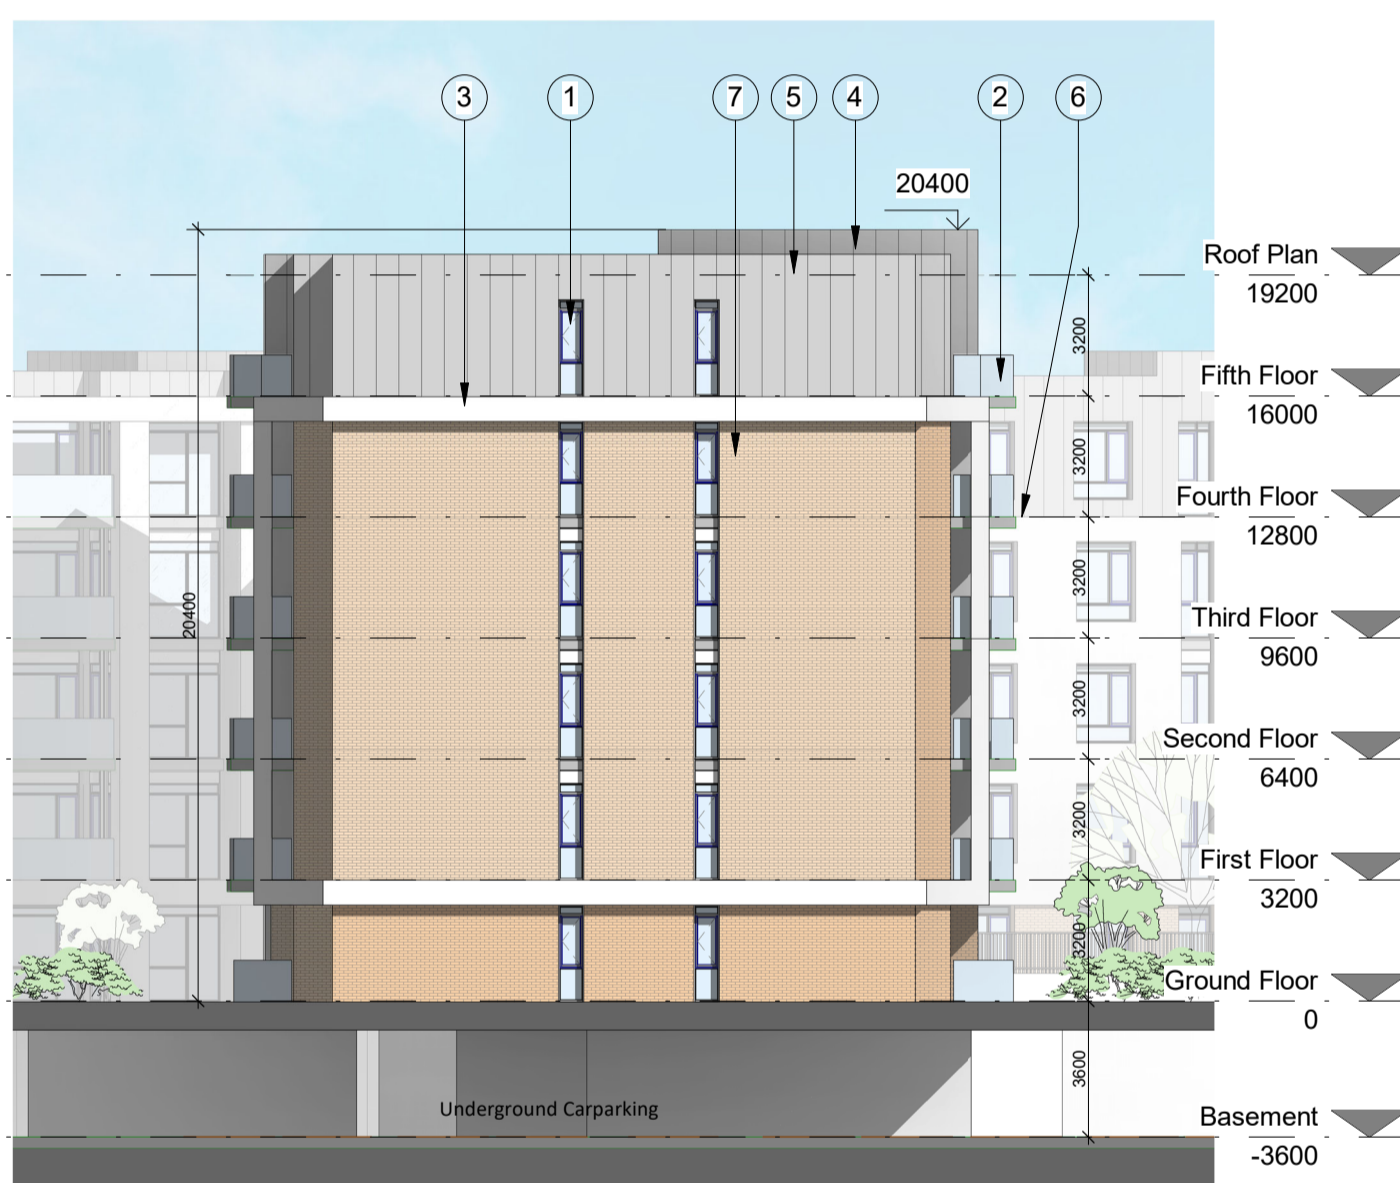 3 1 7 5 4 2 6
20400
Roof Plan
19200
3200
Fifth Floor
16000
3200
Fourth Floor
12800
3200
20400
Third Floor
9600
3200
Second Floor
6400
3200
First Floor
3200
3200
Ground Floor
0
3600
Underground Carparking
Basement
-3600